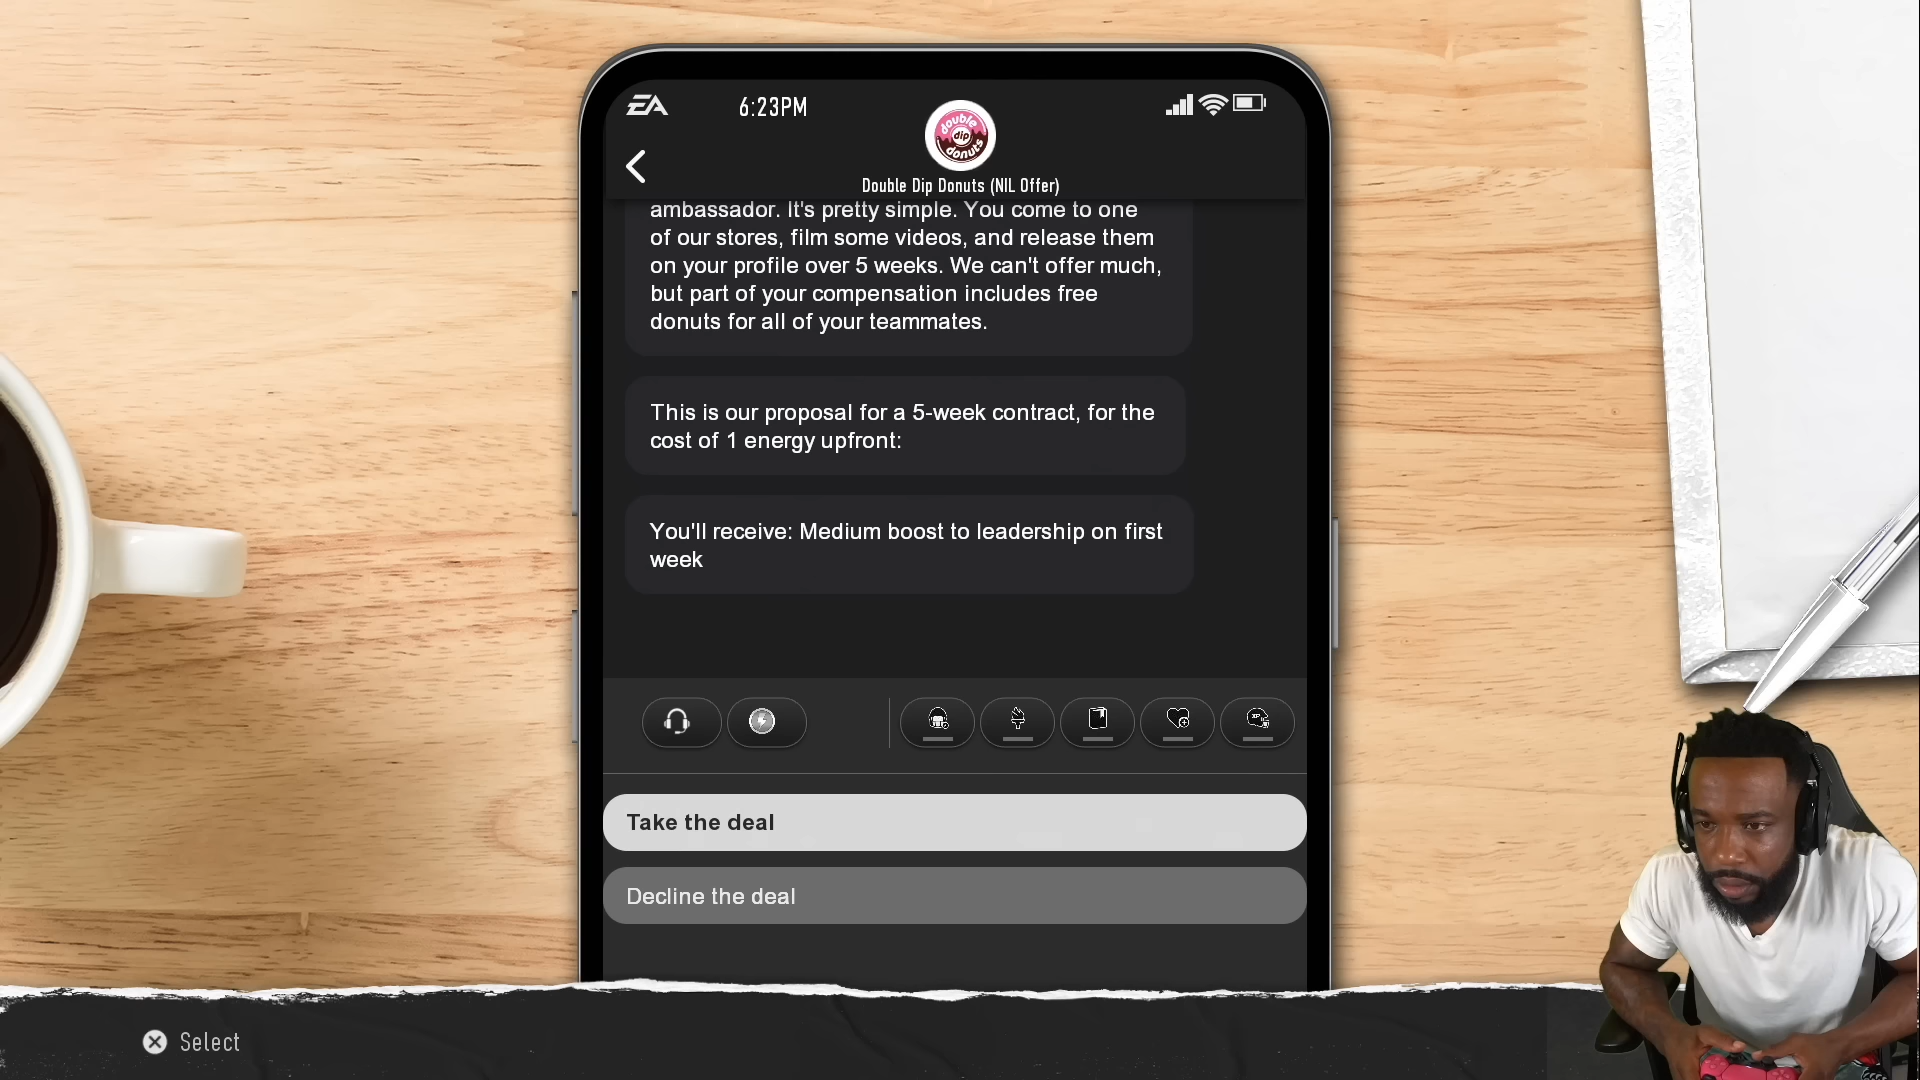 EA
6:23PM
double
dip
donuts
Double Dip Donuts (NIL Offer)
ambassador. It's pretty simple. You come to one
of our stores, film some videos, and release them
on your profile over 5 weeks. We can't offer much,
but part of your compensation includes free
donuts for all of your teammates.
This is our proposal for a 5-week contract, for the
cost of 1 energy upfront:
You'll receive: Medium boost to leadership on first
week
XP
Take the deal
Decline the deal
Select